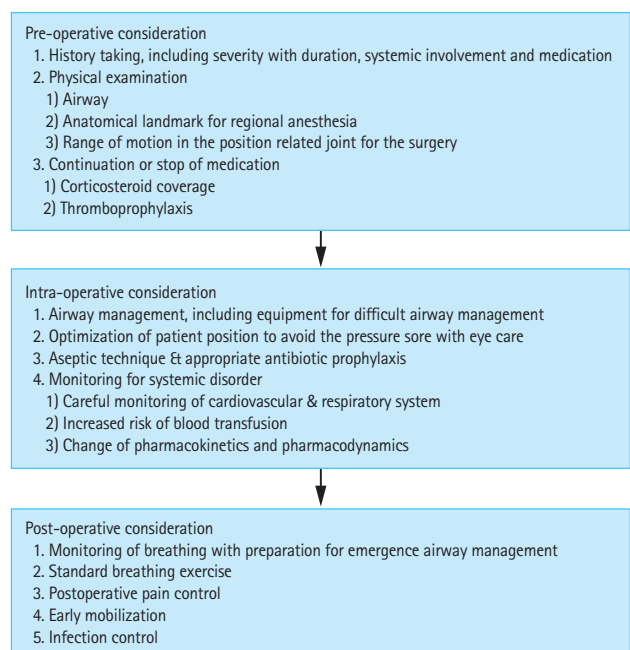 Pre-operative consideration
1. History taking, including severity with duration, systemic involvement and medication
2. Physical examination
1) Airway
2) Anatomical landmark for regional anesthesia
3) Range of motion in the position related joint for the surgery
3. Continuation or stop of medication
1) Corticosteroid coverage
2) Thromboprophylaxis
Intra-operative consideration
1. Airway management, including equipment for difficult airway management
2. Optimization of patient position to avoid the pressure sore with eye care
3. Aseptic technique & appropriate antibiotic prophylaxis
4. Monitoring for systemic disorder
1) Careful monitoring of cardiovascular & respiratory system
2) Increased risk of blood transfusion
3) Change of pharmacokinetics and pharmacodynamics
Post-operative consideration
1. Monitoring of breathing with preparation for emergence airway management
2. Standard breathing exercise
3. Postoperative pain control
4. Early mobilization
5. Infection control